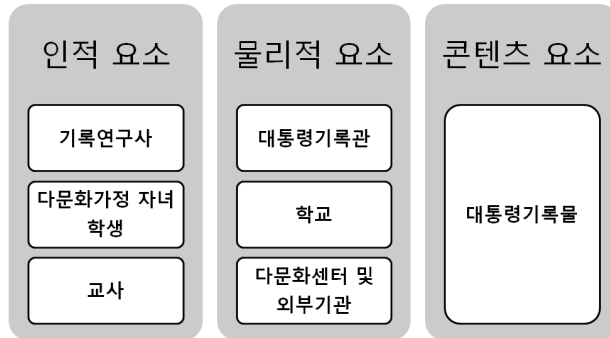 인적 요소
기록연구사
다문화가정 자녀
학생
교사
물리적 요소
대통령기록관
학교
다문화센터 및
외부기관
콘텐츠 요소
대통령기록물